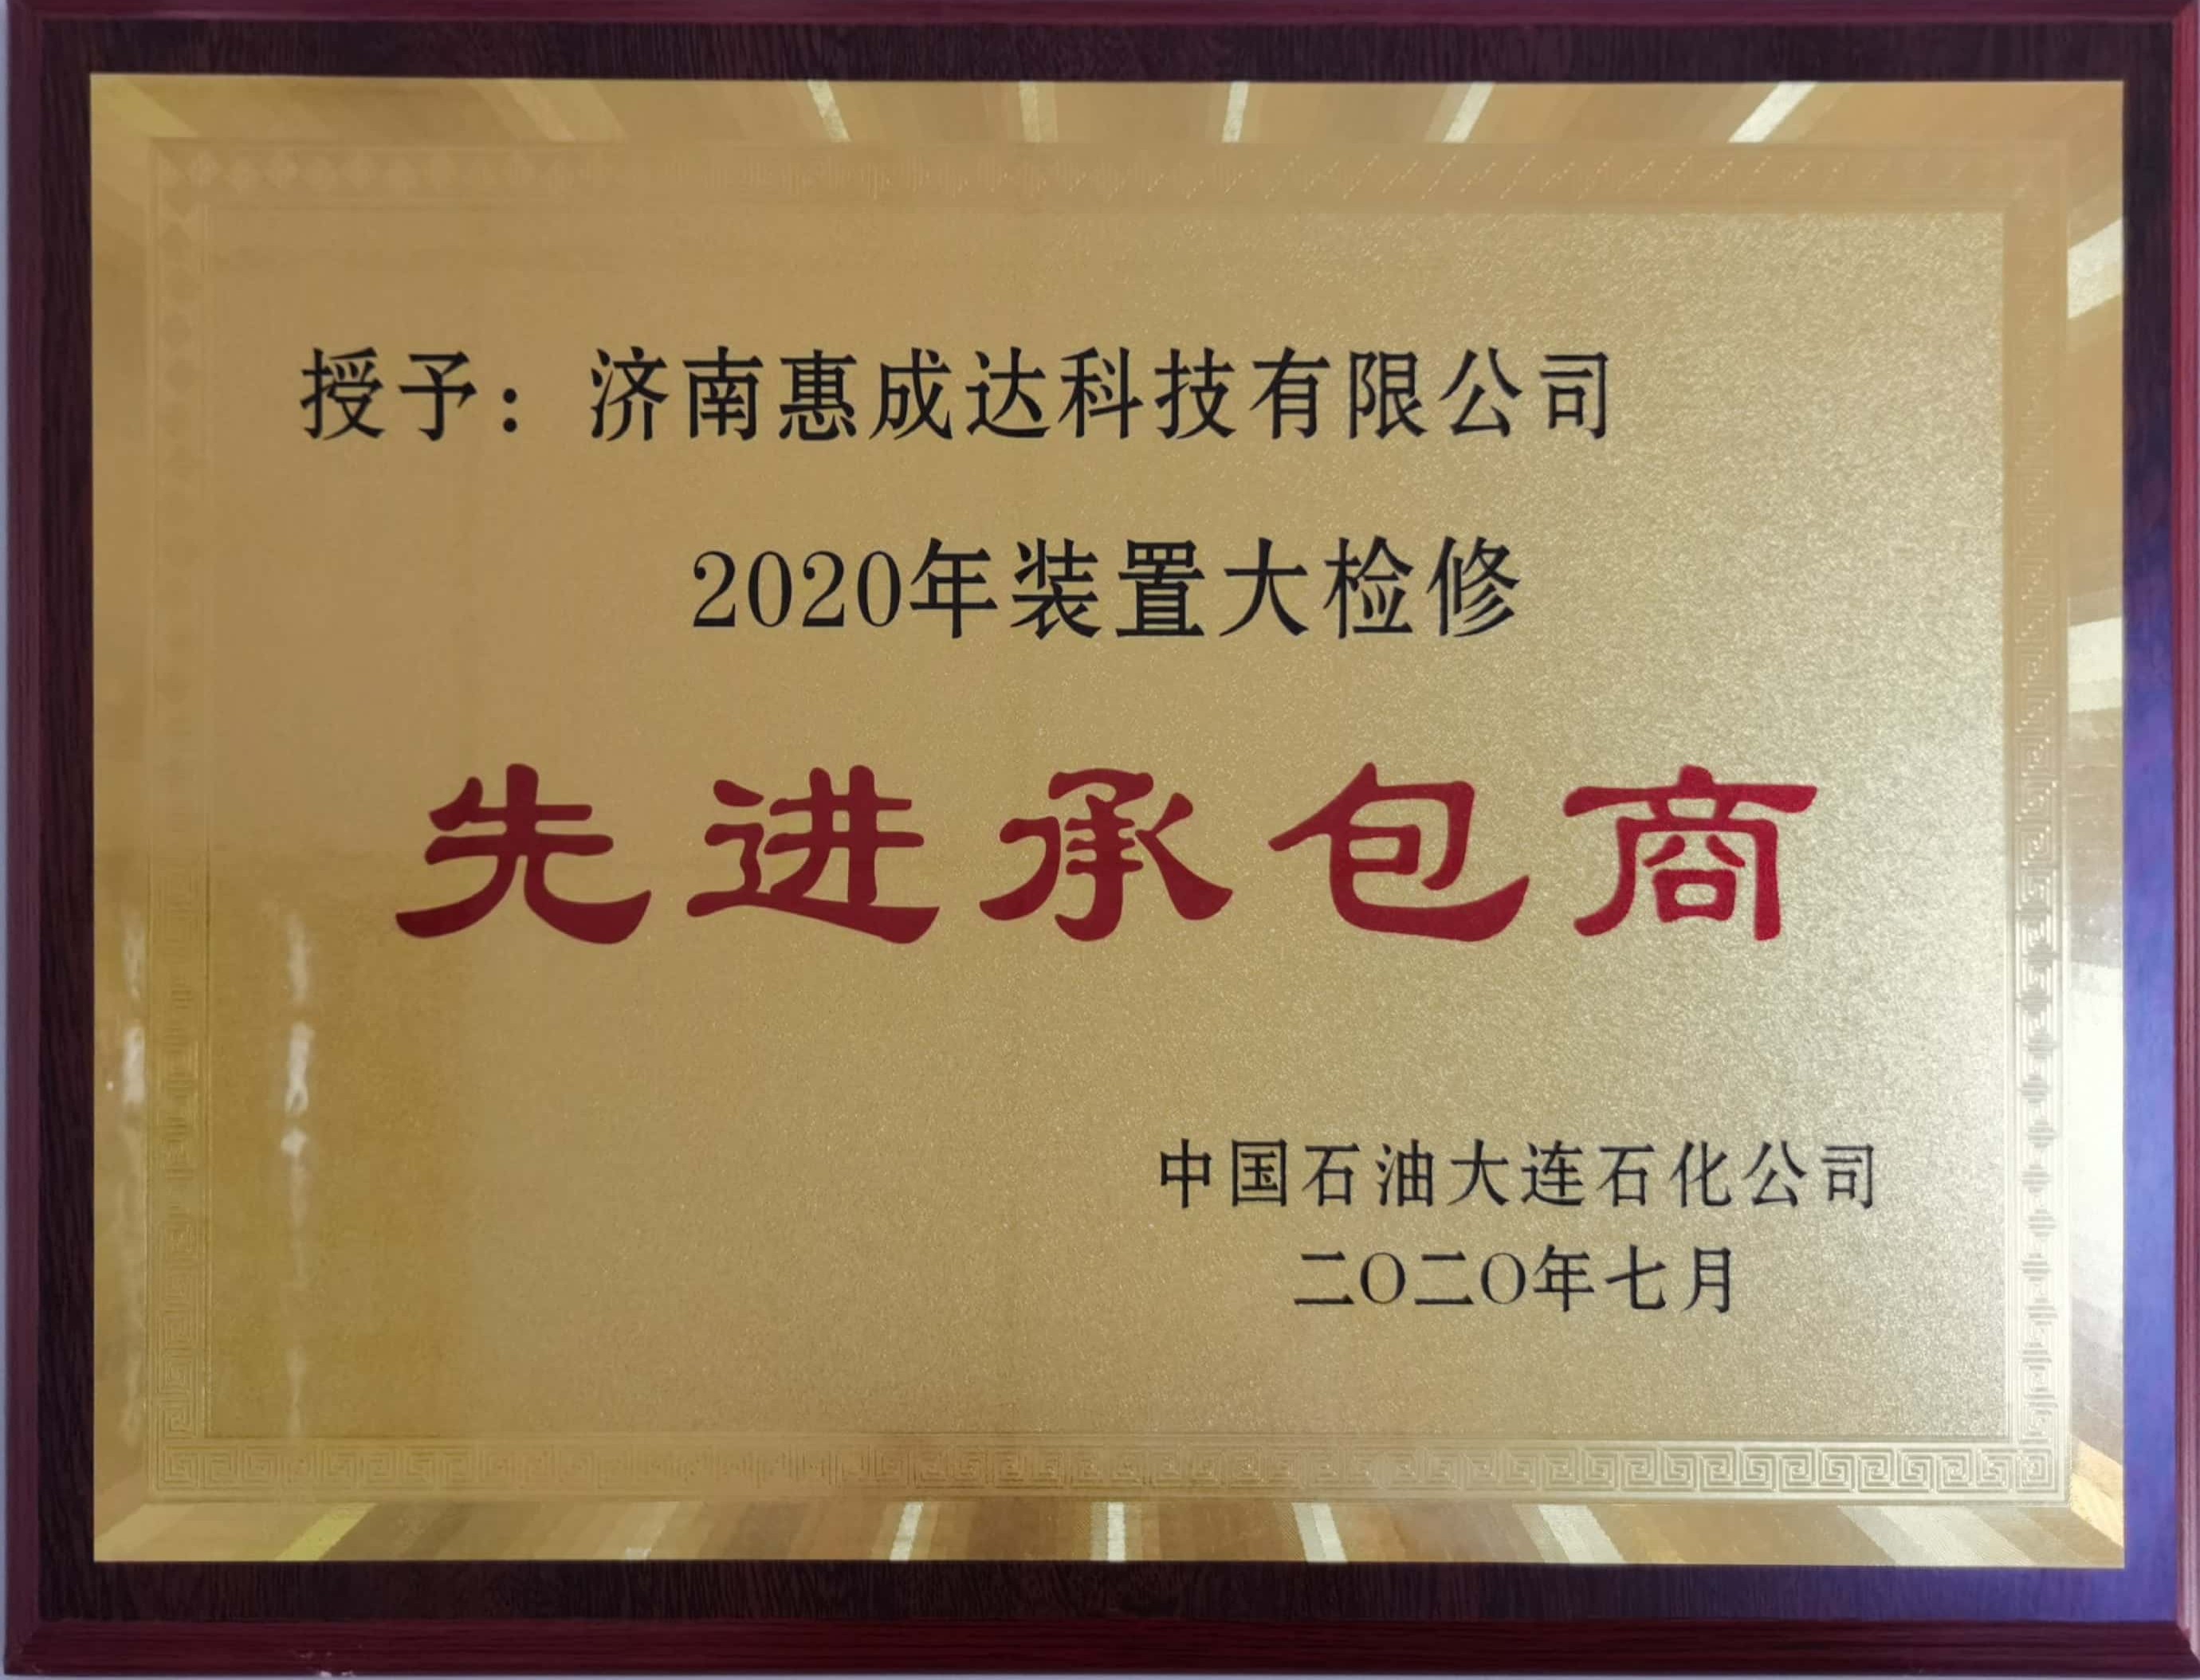 授予：济南惠成达科技有限公司
2020年装置大检修
先进承包商
中国石油大连石化公司
二〇二〇年七月